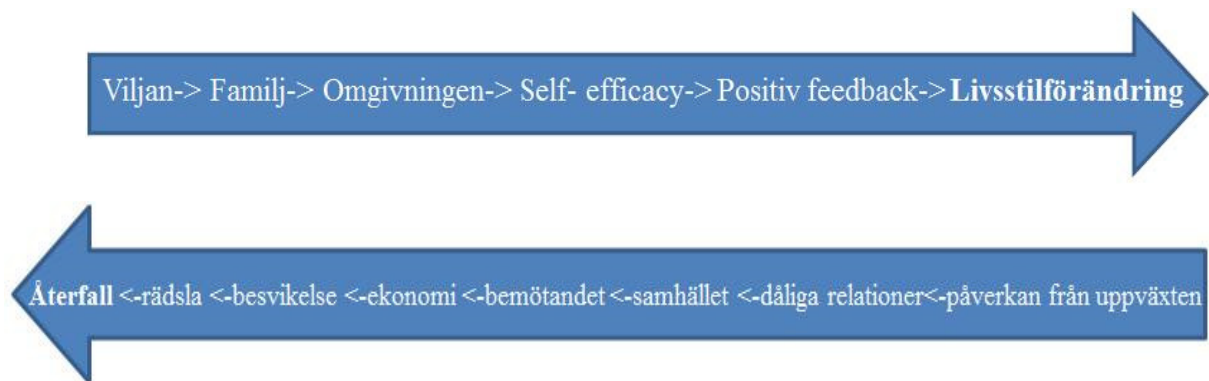 Viljan-> Familj-> Omgivningen-> Self- efficacy-> Positiv feedback-> Livsstilförändring
Återfall <-rädsla <-besvikelse <-ekonomi <-bemötandet <-samhället <-dåliga relationer<-påverkan från uppväxten